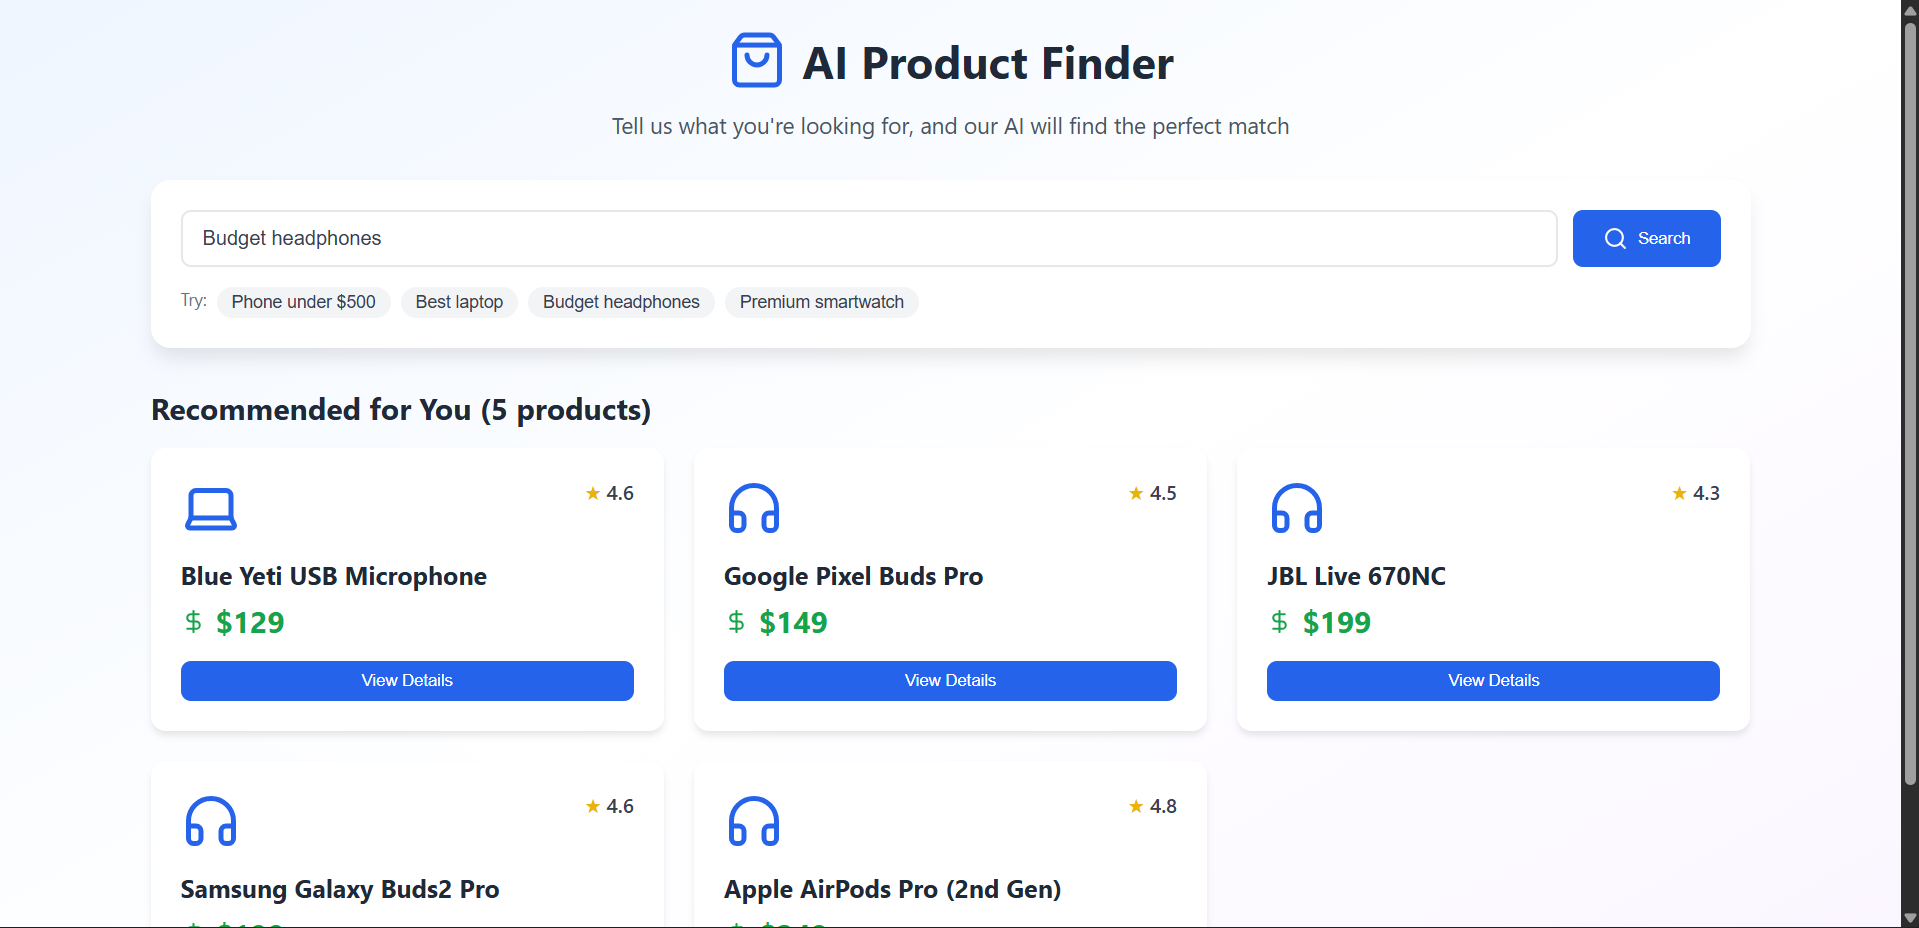 AI Product Finder
Tell us what you're looking for, and our AI will find the perfect match
Budget headphones
Search
Try: Phone under $500 Best laptop Budget headphones Premium smartwatch
Recommended for You (5 products)
★ 4.6
Blue Yeti USB Microphone
$ $129
View Details
★ 4.5
Google Pixel Buds Pro
$ $149
View Details
★ 4.3
JBL Live 670NC
$ $199
View Details
★ 4.6
Samsung Galaxy Buds2 Pro
★ 4.8
Apple AirPods Pro (2nd Gen)